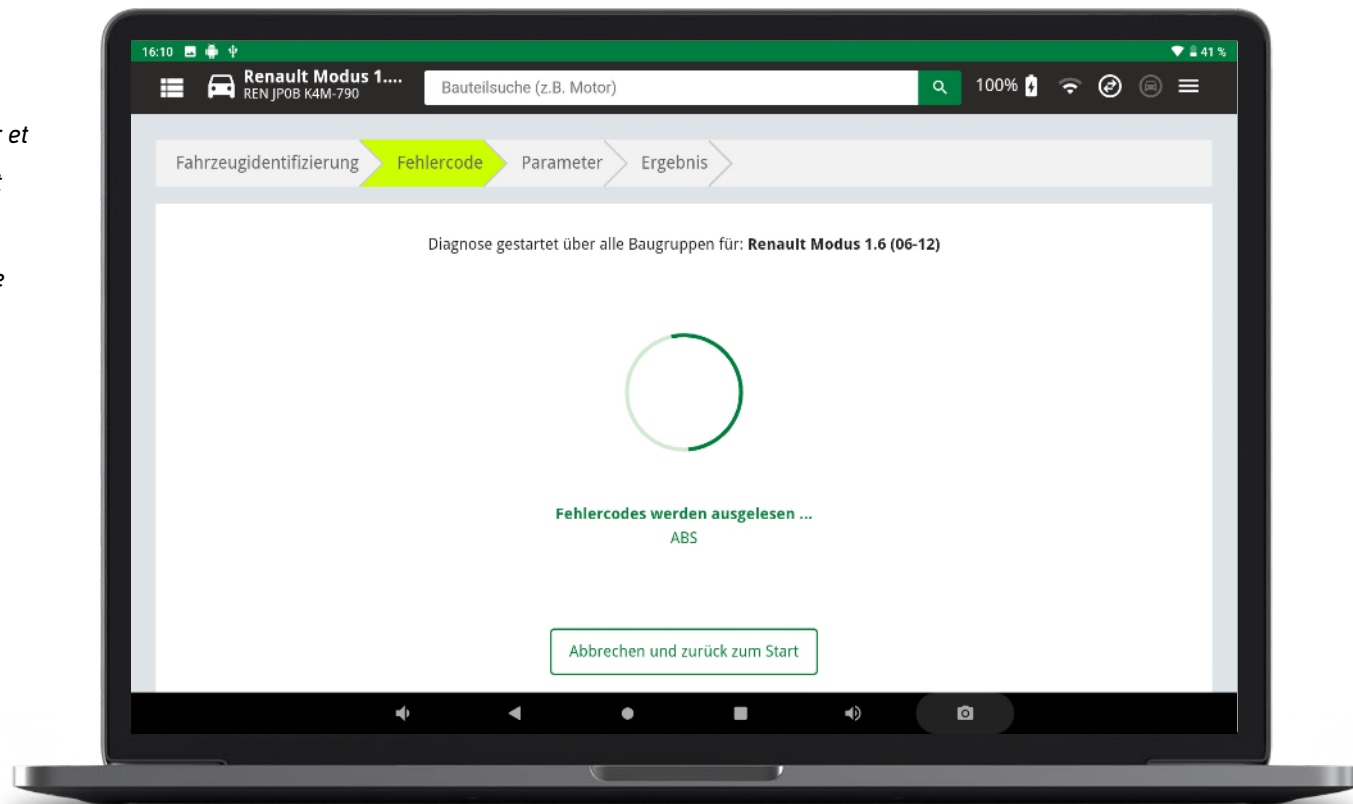 16:10
41 %
Renault Modus 1....
REN JP0B K4M-790
Bauteilsuche (z.B. Motor)
100%
et
Fahrzeugidentifizierung
Fehlercode
Parameter
Ergebnis
Diagnose gestartet über alle Baugruppen für: Renault Modus 1.6 (06-12)
Fehlercodes werden ausgelesen ...
ABS
Abbrechen und zurück zum Start